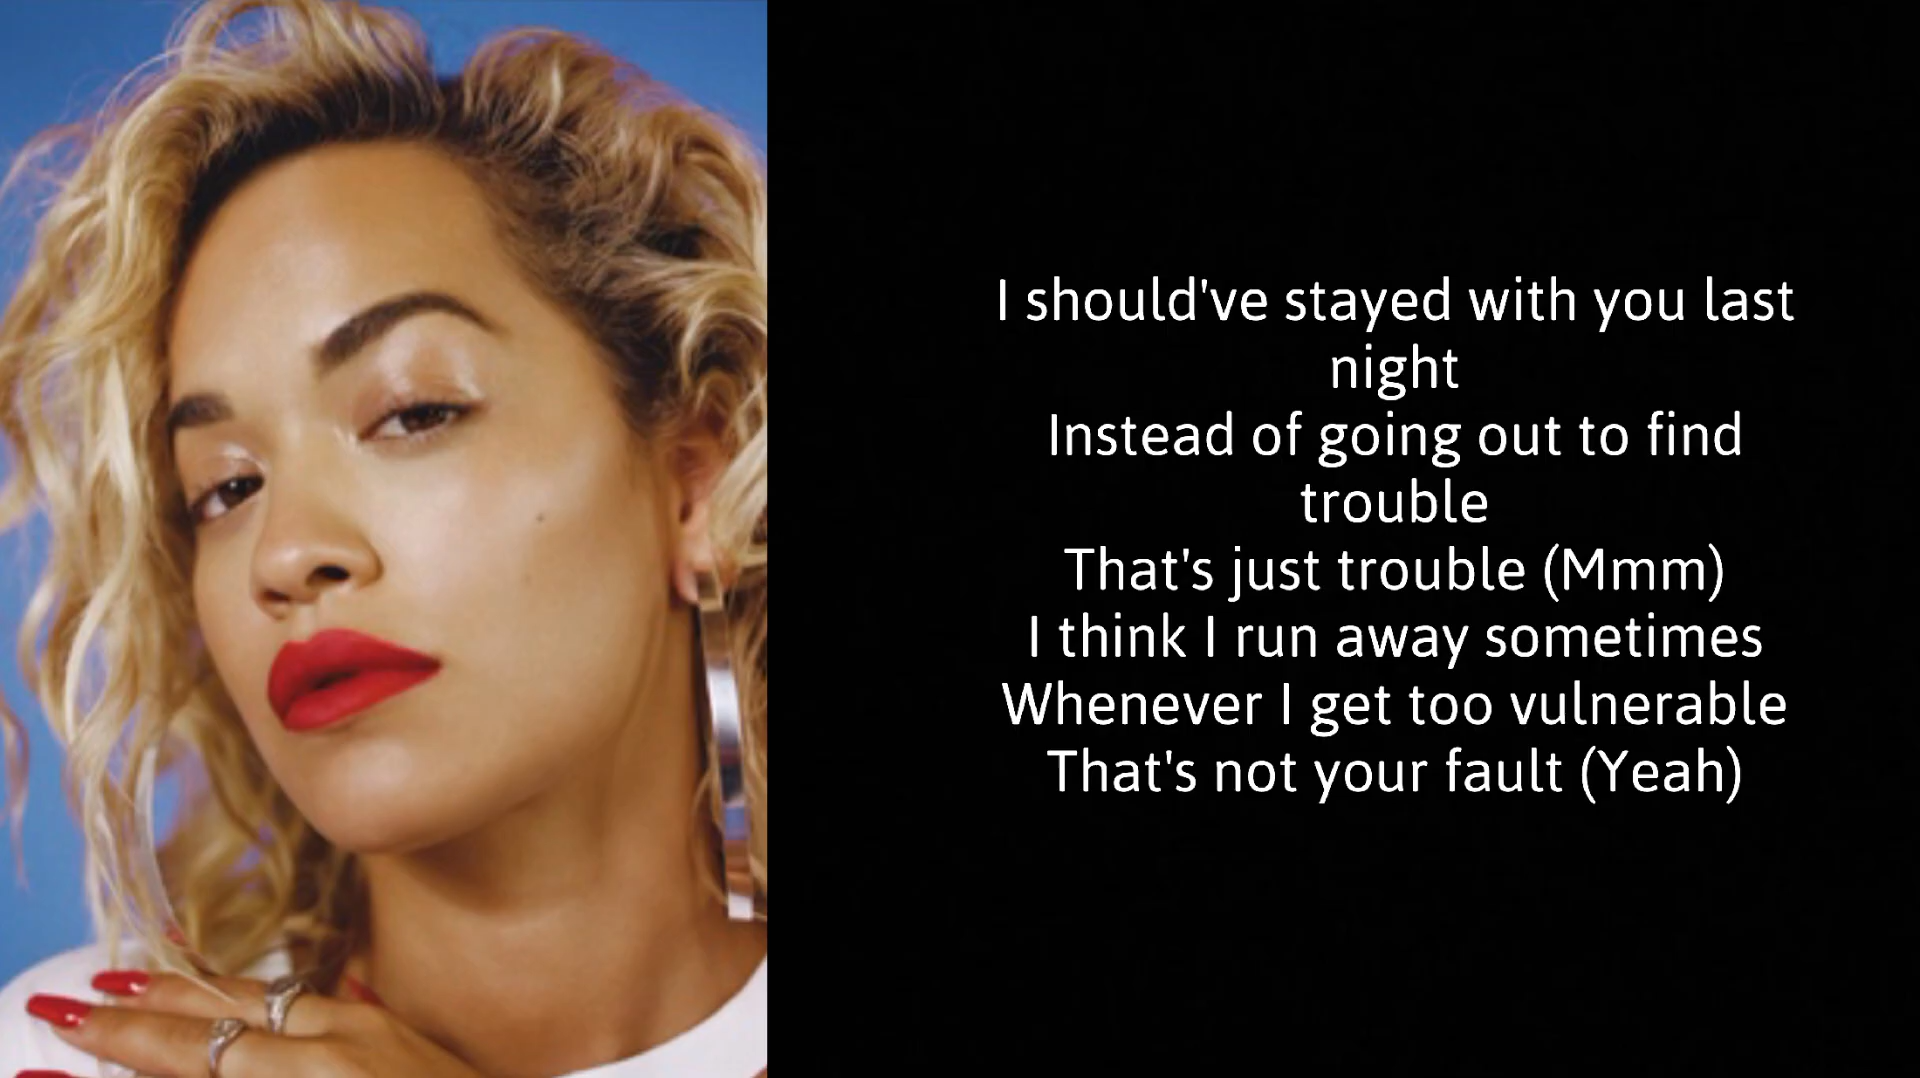 I should've stayed with you last
night
Instead of going out to find
trouble
That's just trouble (Mmm)
I think I run away sometimes
Whenever I get too vulnerable
That's not your fault (Yeah)